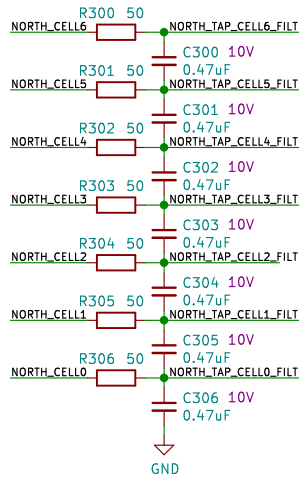 R300 50
NORTH_CELL6 NORTH_TAP_CELL6_FILT
C300 10V
0.47uF
R301 50
NORTH_CELL5 NORTH_TAP_CELL5_FILT
C301 10V
0.47uF
R302 50
NORTH_CELL4 NORTH_TAP_CELL4_FILT
C302 10V
0.47uF
R303 50
NORTH_CELL3 NORTH_TAP_CELL3_FILT
C303 10V
0.47uF
R304 50
NORTH_CELL2 NORTH_TAP_CELL2_FILT
C304 10V
0.47uF
R305 50
NORTH_CELL1 NORTH_TAP_CELL1_FILT
C305 10V
0.47uF
R306 50
NORTH_CELL0 NORTH_TAP_CELL0_FILT
C306 10V
0.47uF
GND